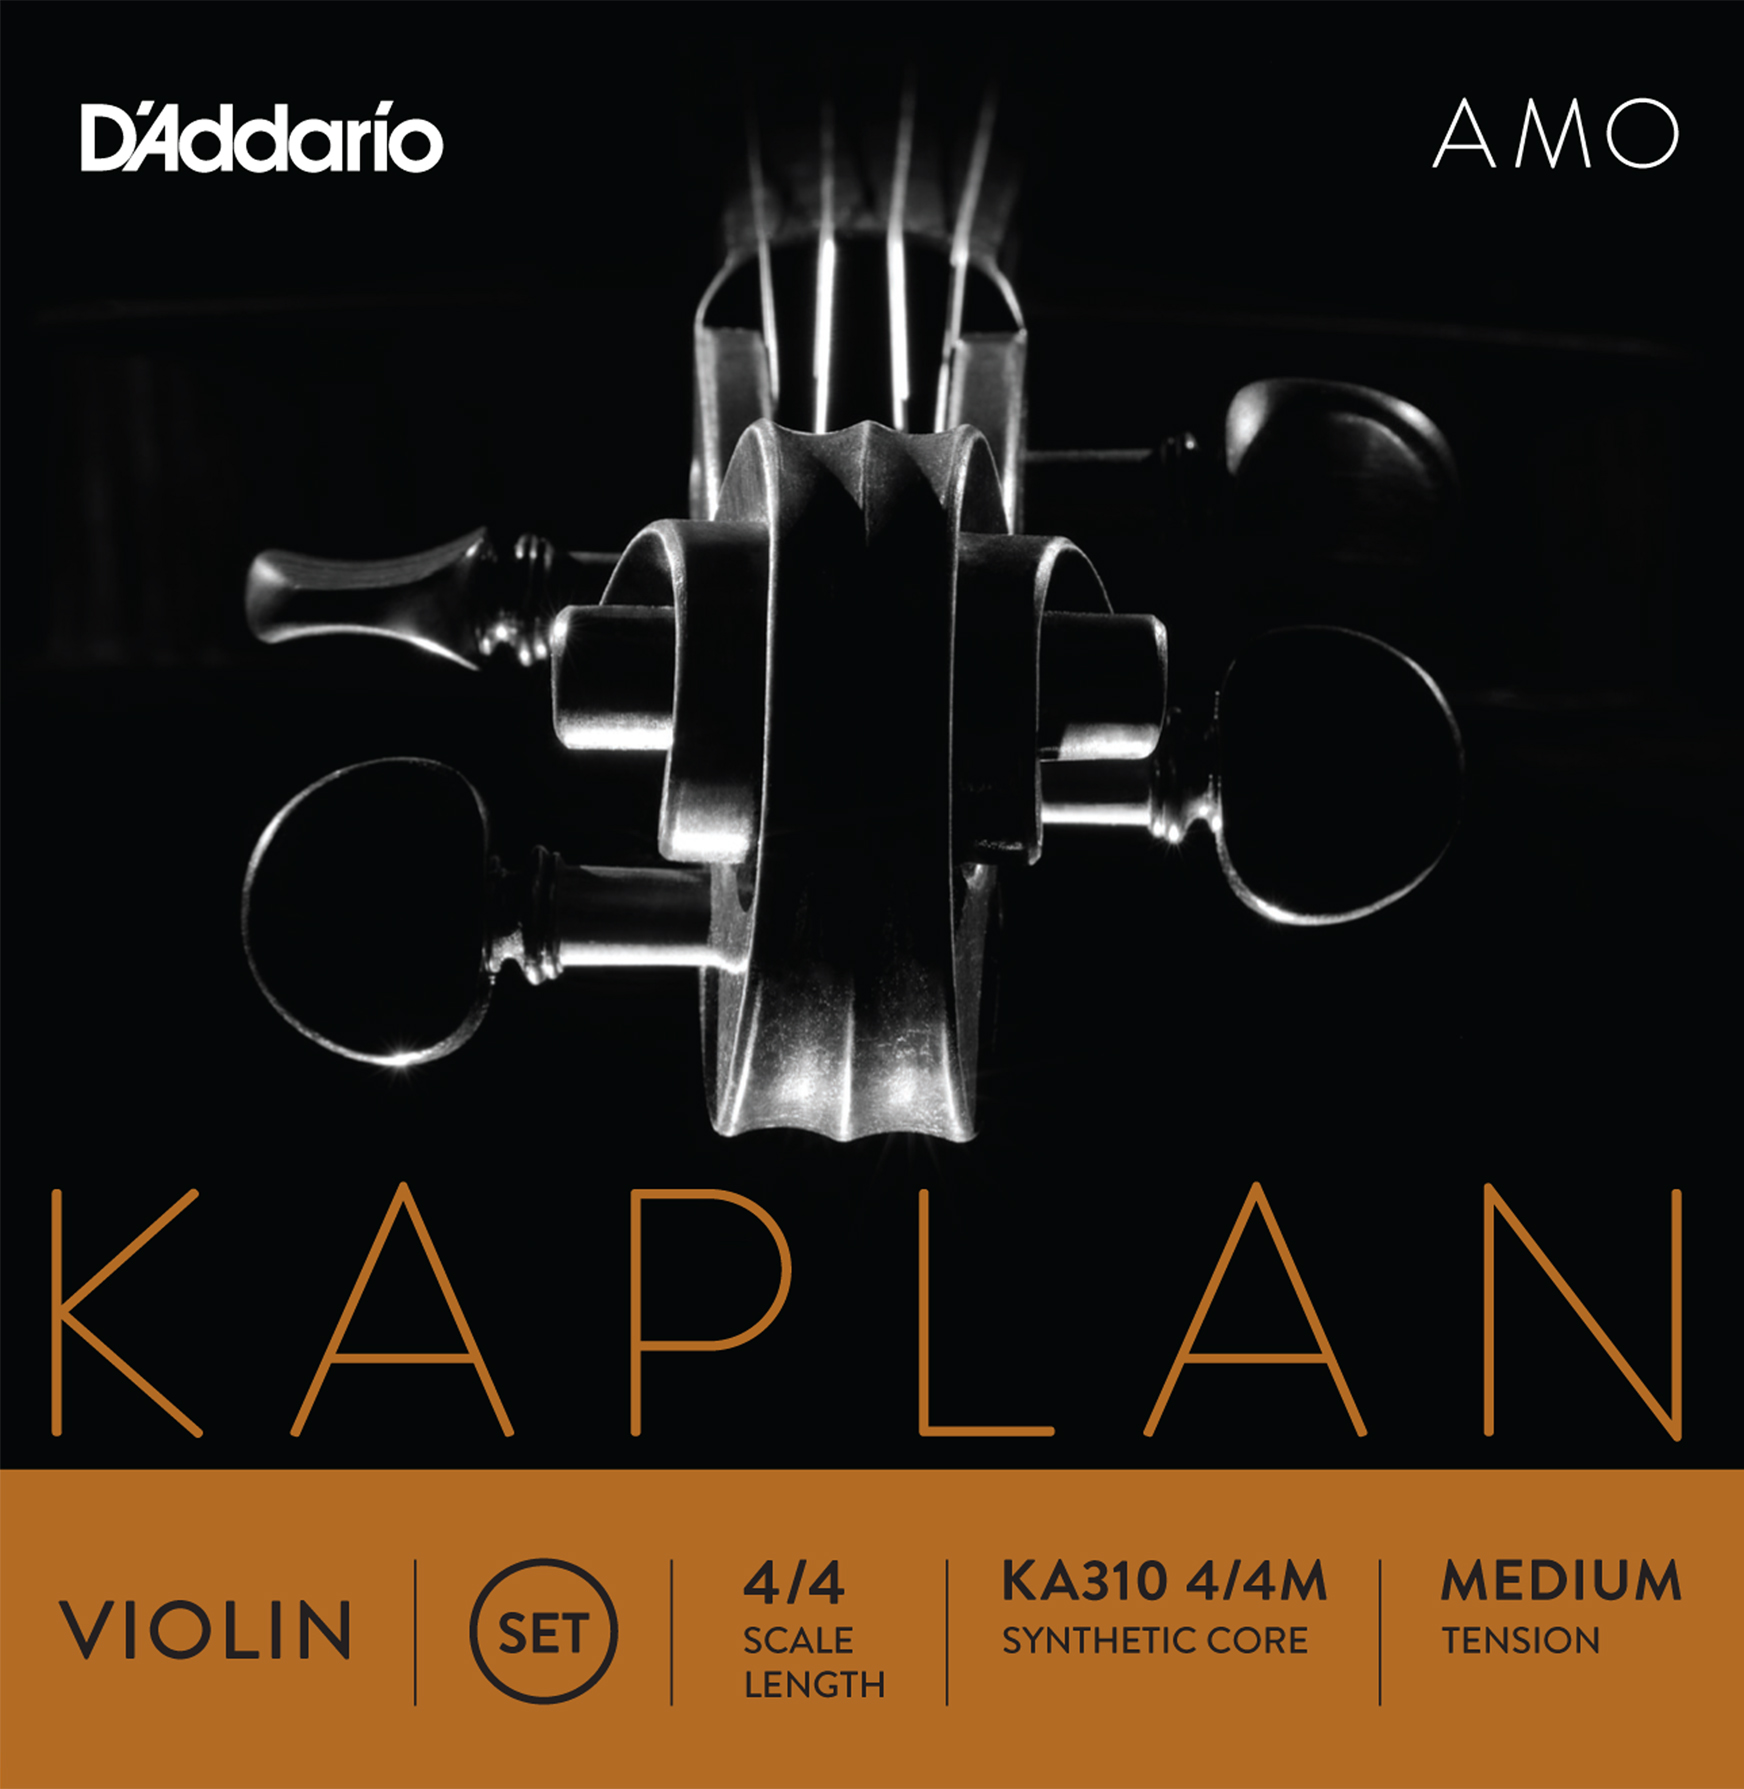 D'Addario
AMO
KAPLAN
VIOLIN
SET
4/4
SCALE
LENGTH
KA310 4/4M
SYNTHETIC CORE
MEDIUM
TENSION